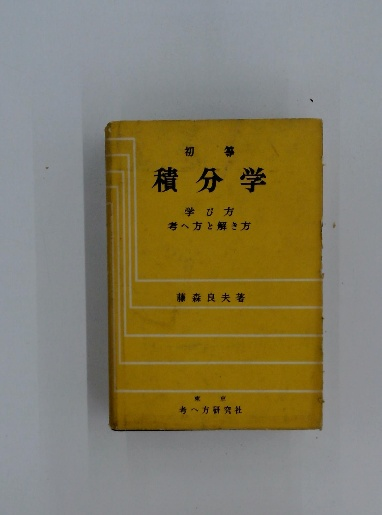 初等
積分学
学び方
考へ方と解き方
藤森良夫著
東京
考へ方研究社